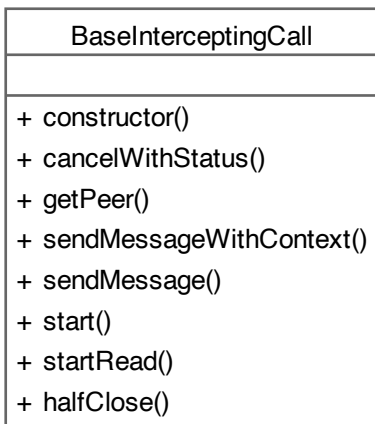 BaseInterceptingCall
+ constructor()
+ cancelWithStatus()
+ getPeer()
+ sendMessageWithContext()
+ sendMessage()
+ start()
+ startRead()
+ halfClose()